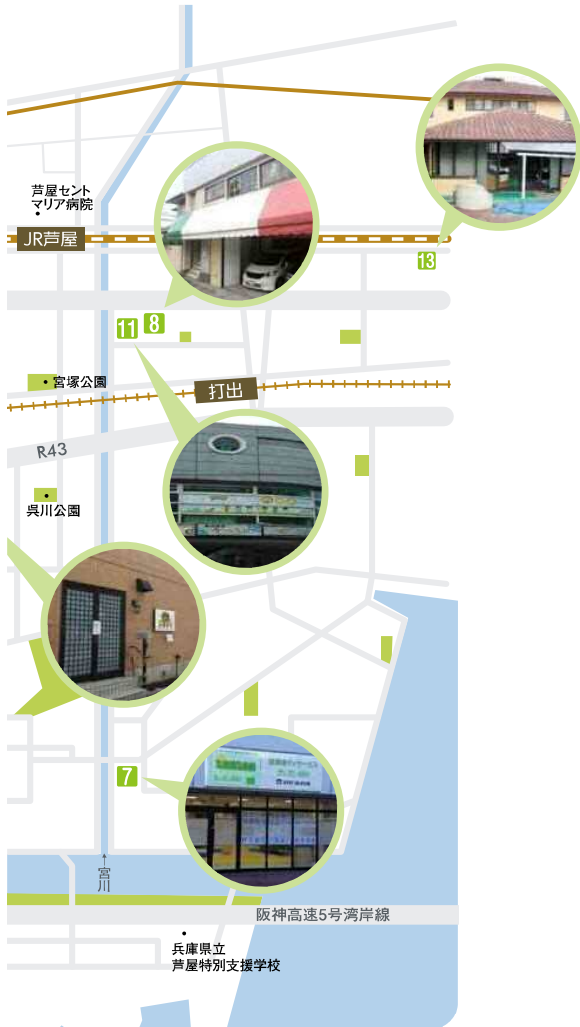 芦屋セント
マリア病院
JR芦屋
13
11
8
宮塚公園
打出
R43
呉川公園
7
宮川
阪神高速5号湾岸線
兵庫県立
芦屋特別支援学校